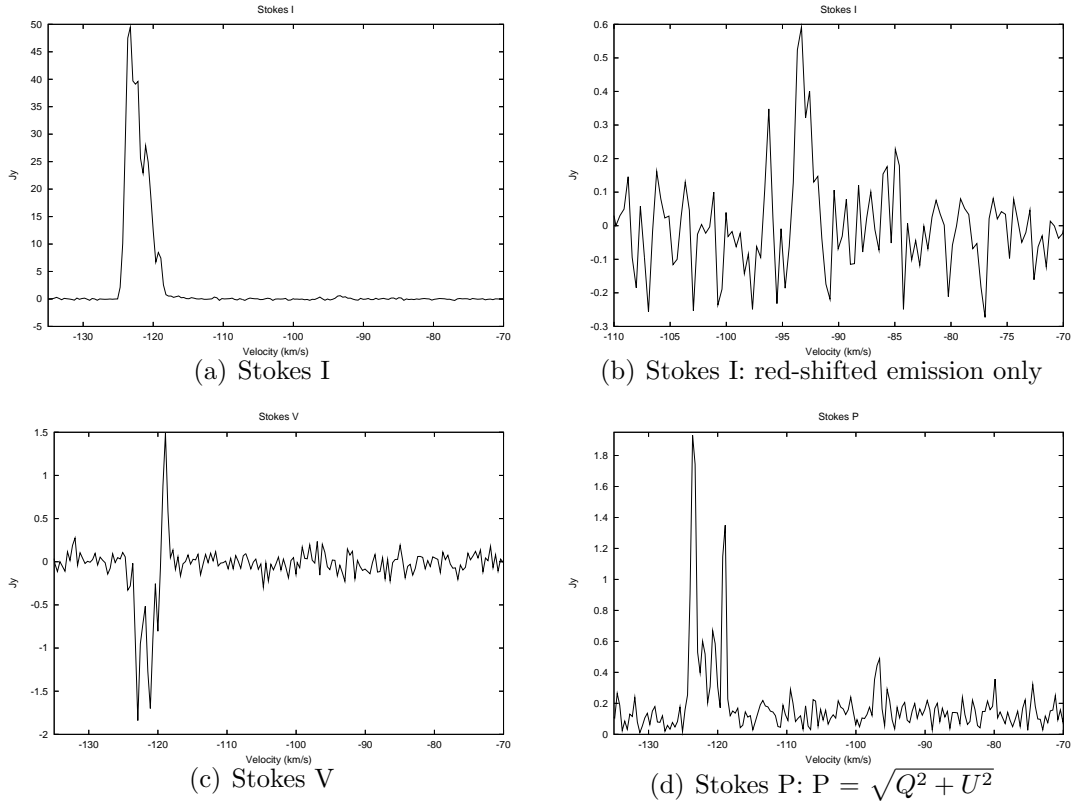 Stokes I
50
45
40
35
30
25
20
15
10
5
0
-5
Jy
-130 -120 -110 -100 -90 -80 -70
Velocity (km/s)
(a) Stokes I
Stokes I
0.6
0.5
0.4
0.3
0.2
0.1
0
-0.1
-0.2
-0.3
Jy
-110 -105 -100 -95 -90 -85 -80 -75 -70
Velocity (km/s)
(b) Stokes I: red-shifted emission only
Stokes V
1.5
1
0.5
0
-0.5
-1
-1.5
-2
Jy
-130 -120 -110 -100 -90 -80 -70
Velocity (km/s)
(c) Stokes V
Stokes P
1.8
1.6
1.4
1.2
1
0.8
0.6
0.4
0.2
0
Jy
-130 -120 -110 -100 -90 -80 -70
Velocity (km/s)
(d) Stokes P: P = √Q² + U²